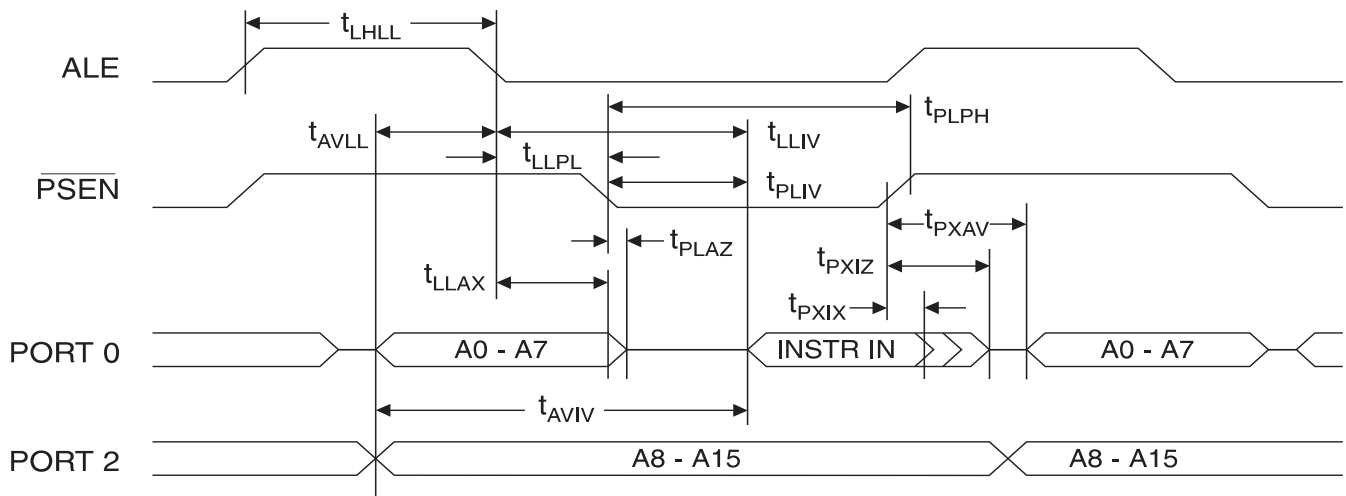 tLHLL
ALE
tPLPH
tAVLL
tLLIV
tLLPL
PSEN
tPLIV
tPXAV
tPLAZ
tPXIZ
tLLAX
tPXIX
PORT 0
A0 - A7
INSTR IN
A0 - A7
tAVIV
PORT 2
A8 - A15
A8 - A15